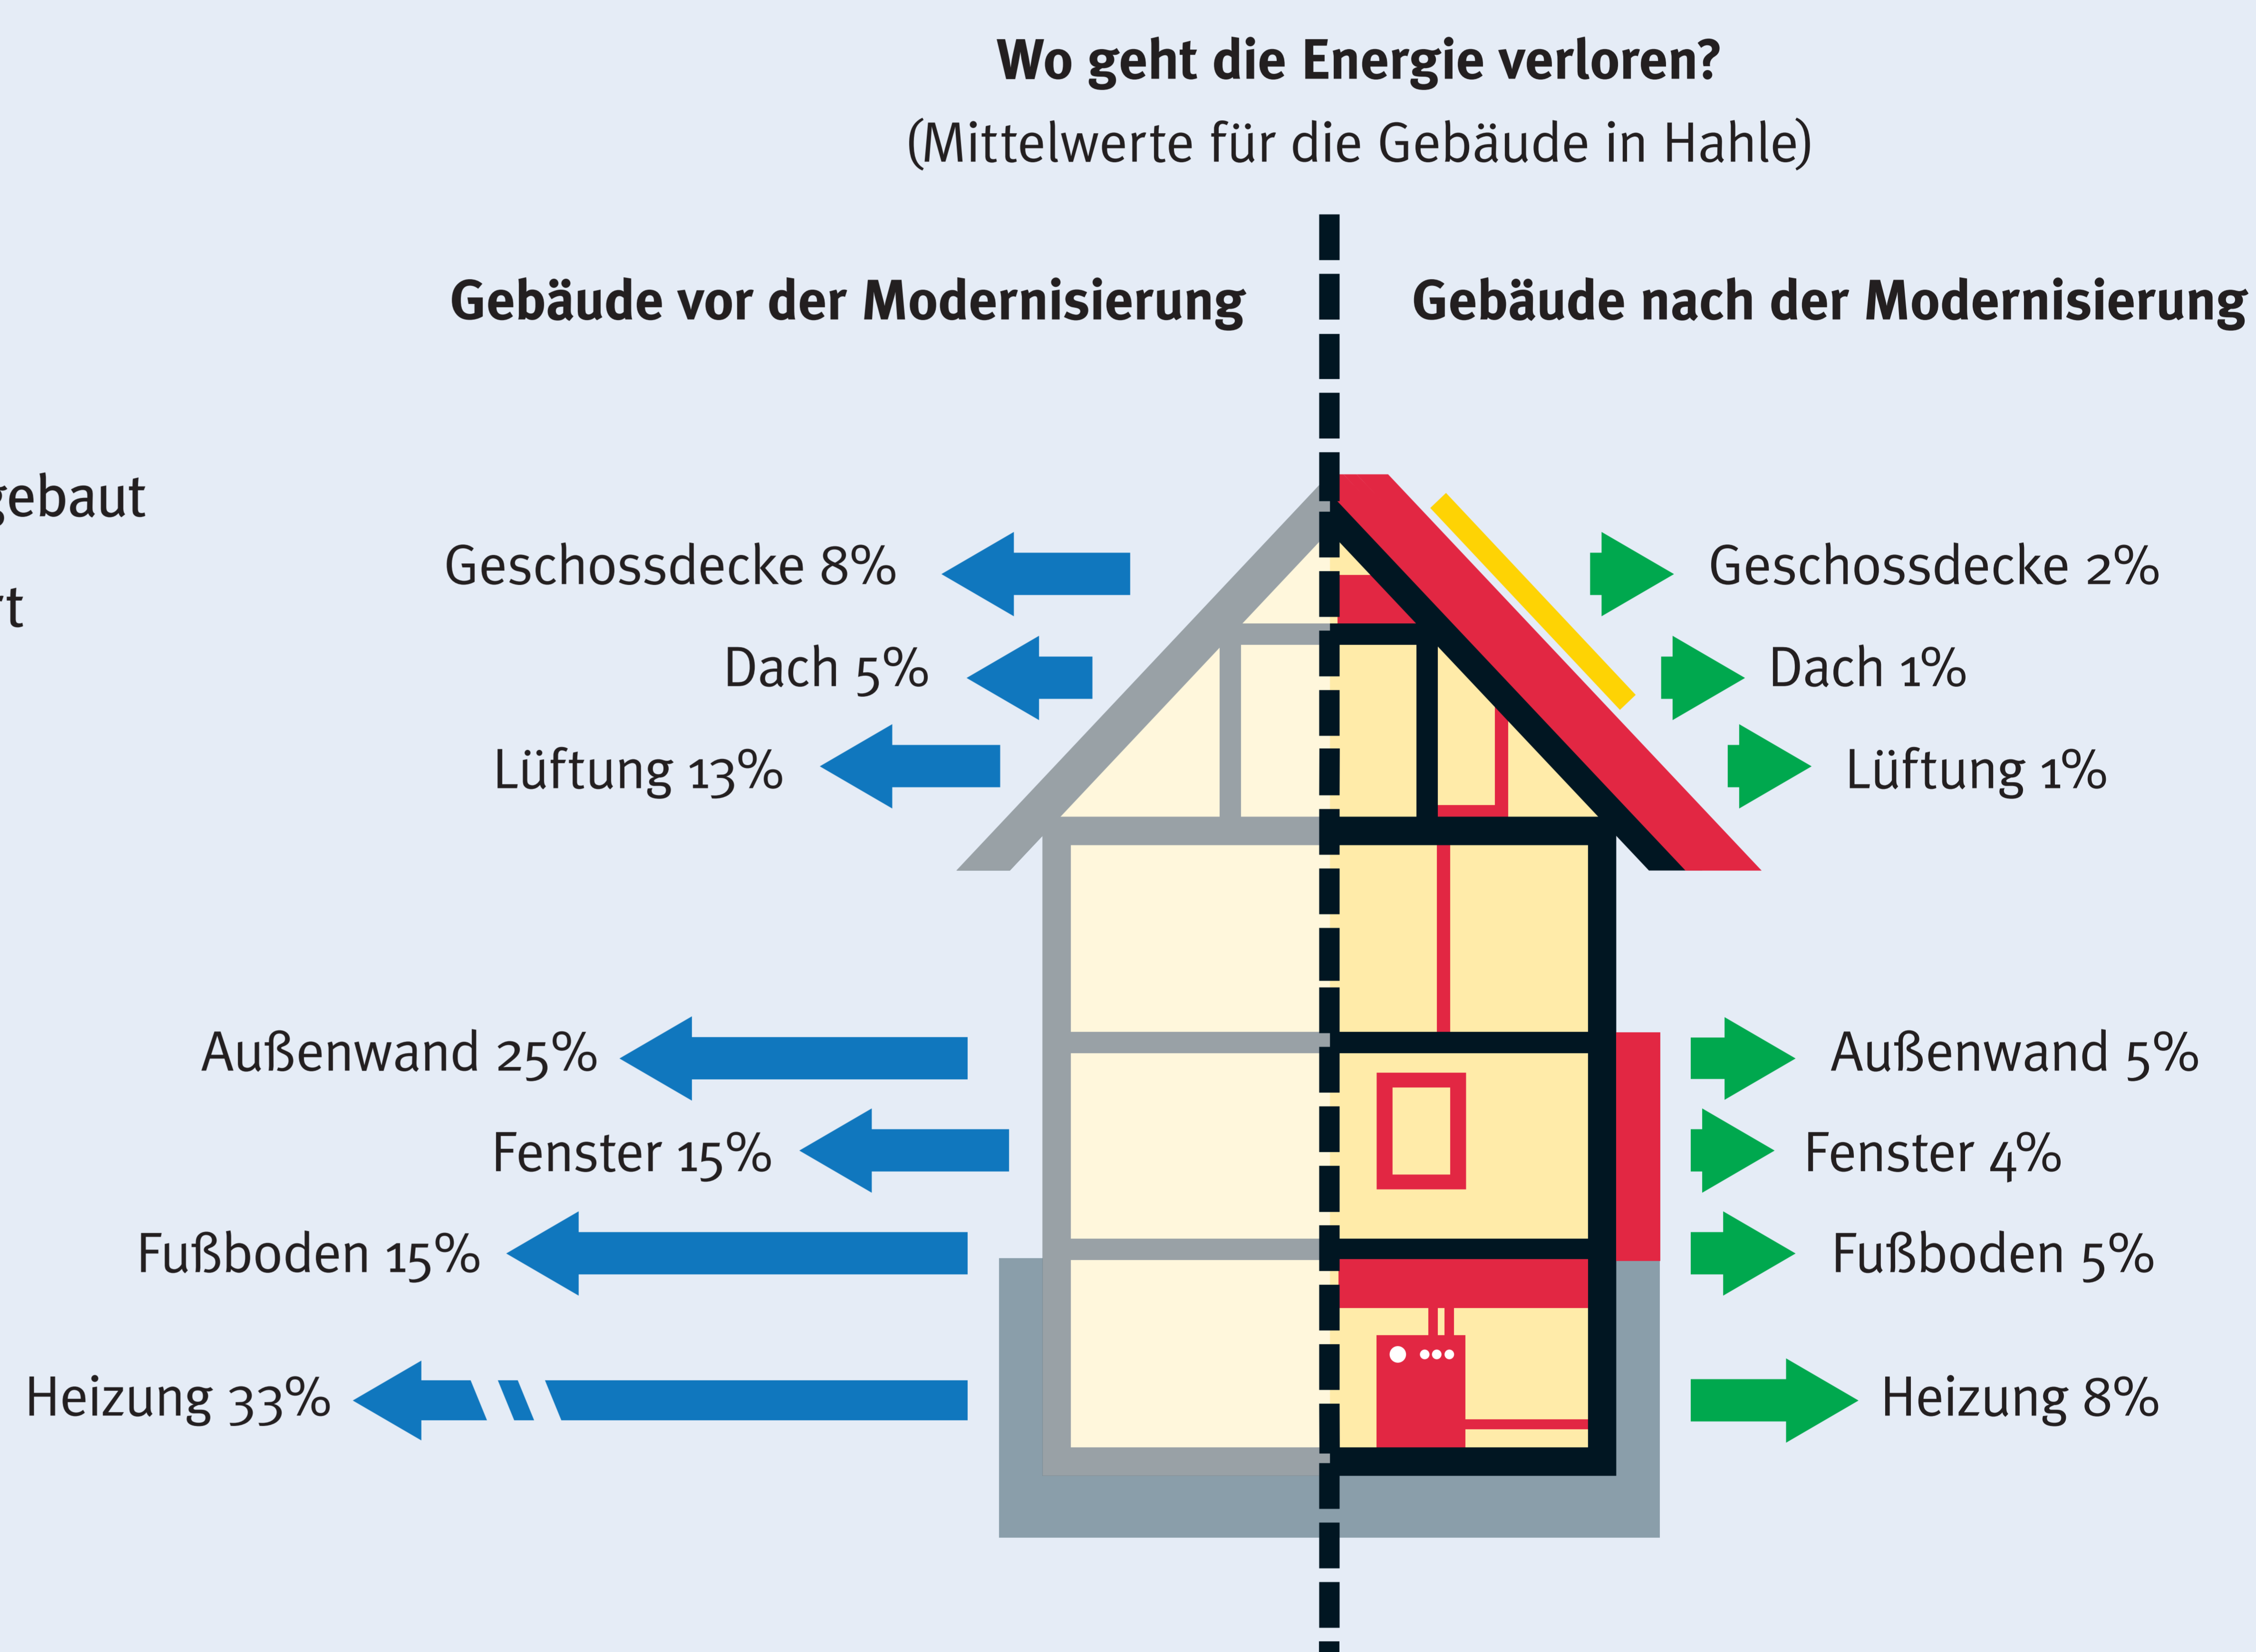 Wo geht die Energie verloren?
(Mittelwerte für die Gebäude in Hahle)
Gebäude vor der Modernisierung
Gebäude nach der Modernisierung
gebaut
rt
Geschossdecke 8%
Dach 5%
Lüftung 13%
Außenwand 25%
Fenster 15%
Fußboden 15%
Heizung 33%
Geschossdecke 2%
Dach 1%
Lüftung 1%
Außenwand 5%
Fenster 4%
Fußboden 5%
Heizung 8%